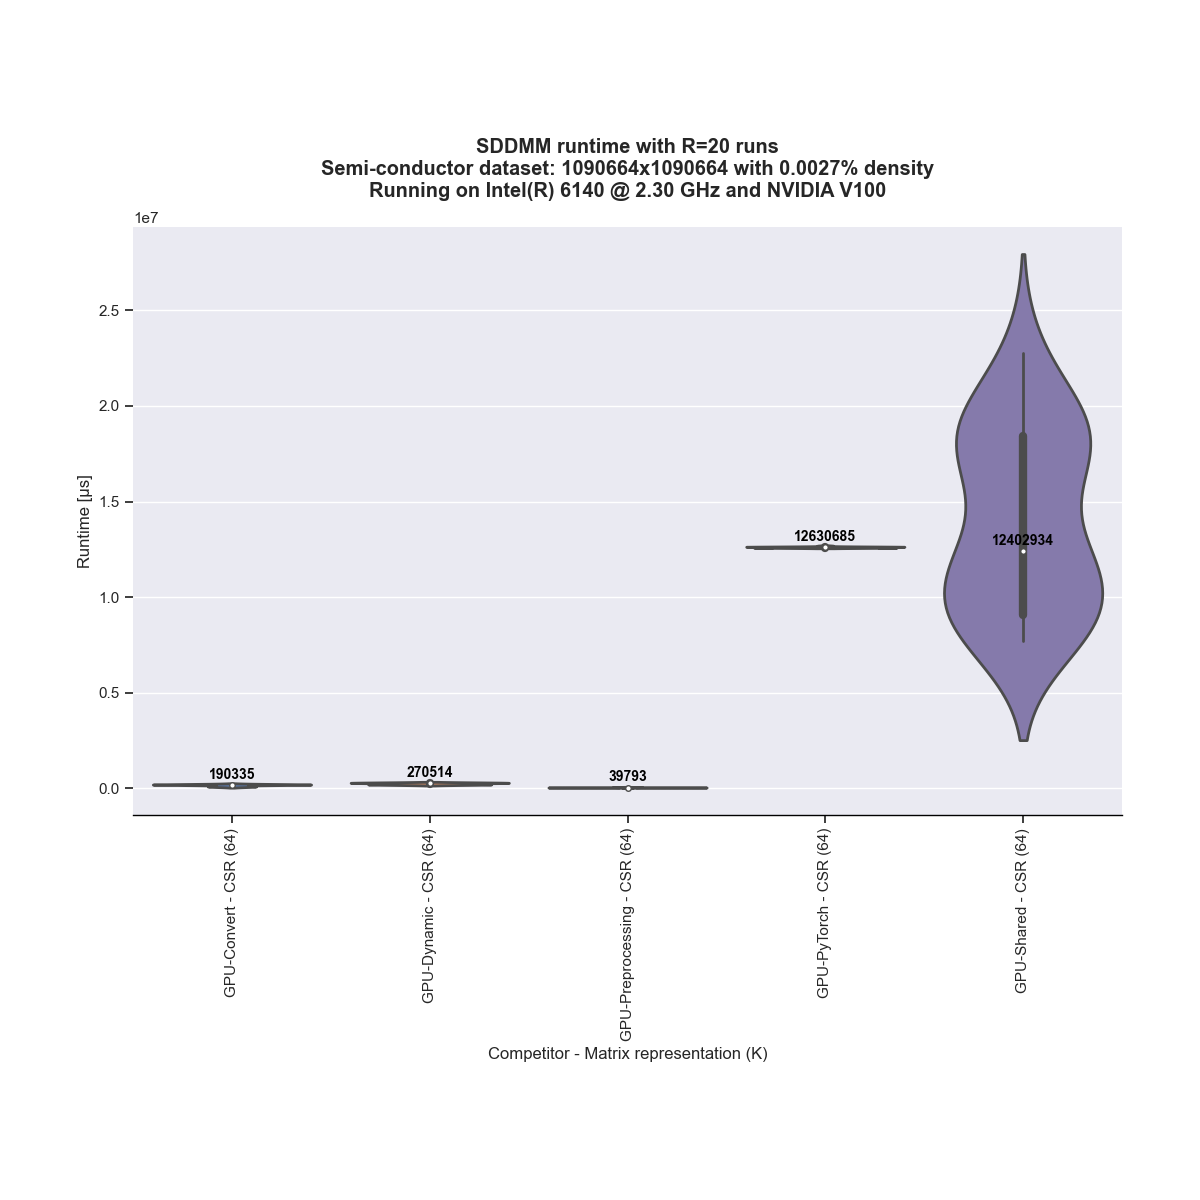 SDDMM runtime with R=20 runs
Semi-conductor dataset: 1090664x1090664 with 0.0027% density
Running on Intel(R) 6140 @ 2.30 GHz and NVIDIA V100
1e7
2.5
2.0
1.5
1.0
0.5
0.0
Runtime [µs]
190335
270514
39793
12630685
12402934
GPU-Convert - CSR (64)
GPU-Dynamic - CSR (64)
GPU-Preprocessing - CSR (64)
GPU-PyTorch - CSR (64)
GPU-Shared - CSR (64)
Competitor - Matrix representation (K)